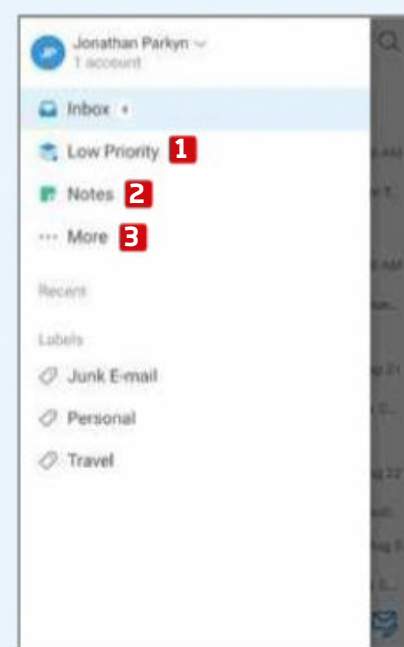 JP
Jonathan Parkyn
1 account
Inbox
Low Priority 1
Notes 2
More 3
Recent
Labels
Junk E-mail
Personal
Travel